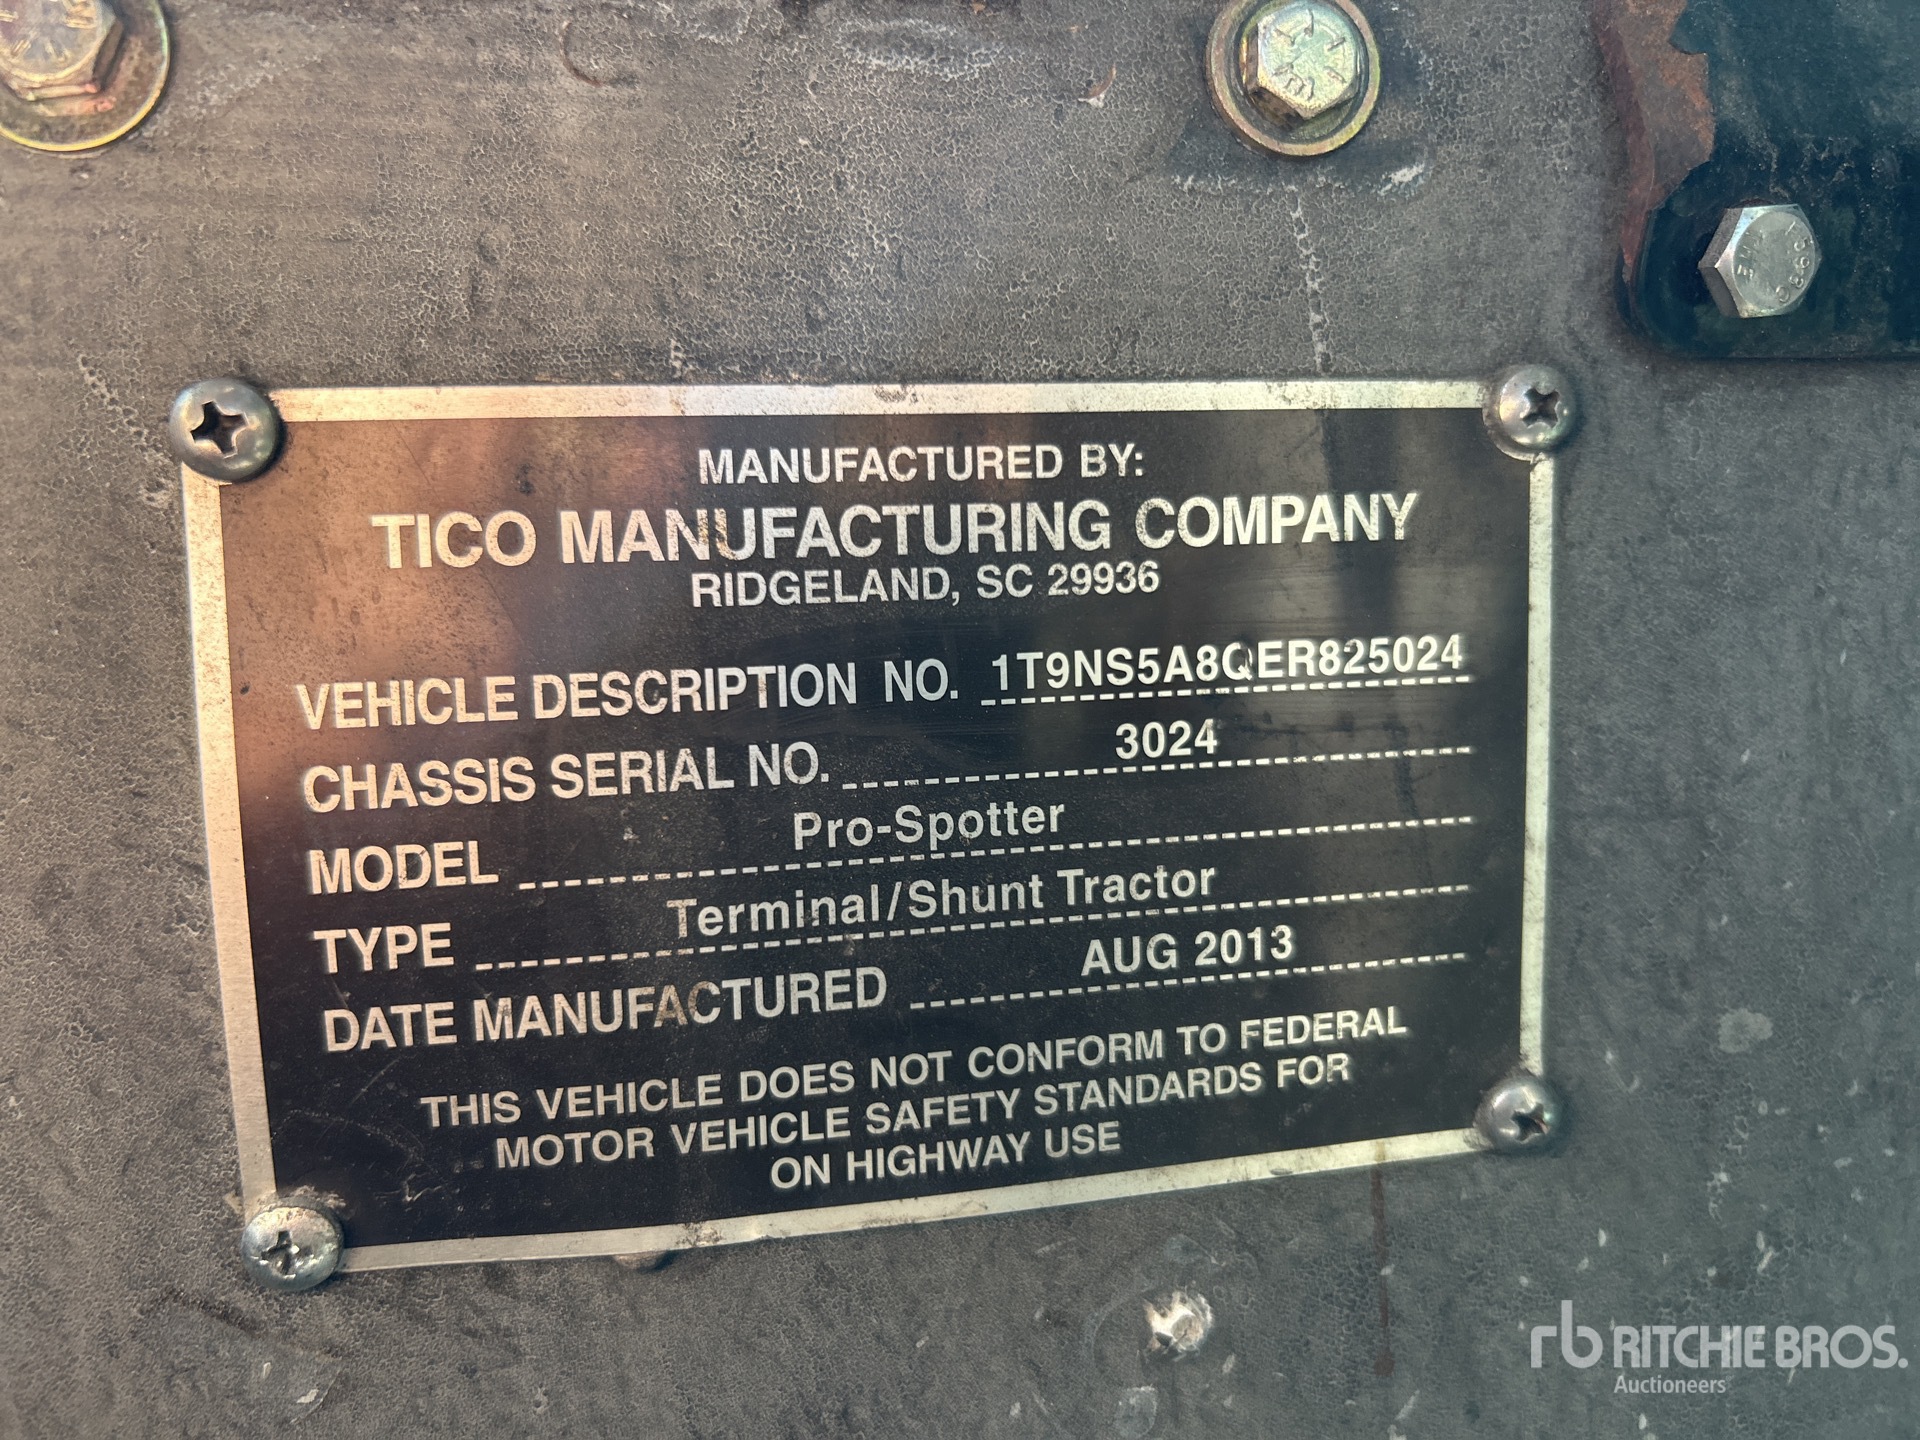 MANUFACTURED BY:
TICO MANUFACTURING COMPANY
RIDGELAND, SC 29936
VEHICLE DESCRIPTION NO. 1T9NS5A8QER825024
CHASSIS SERIAL NO. 3024
MODEL Pro-Spotter
TYPE Terminal/Shunt Tractor
DATE MANUFACTURED AUG 2013
THIS VEHICLE DOES NOT CONFORM TO FEDERAL
MOTOR VEHICLE SAFETY STANDARDS FOR
ON HIGHWAY USE
rb RITCHIE BROS.
Auctioneers